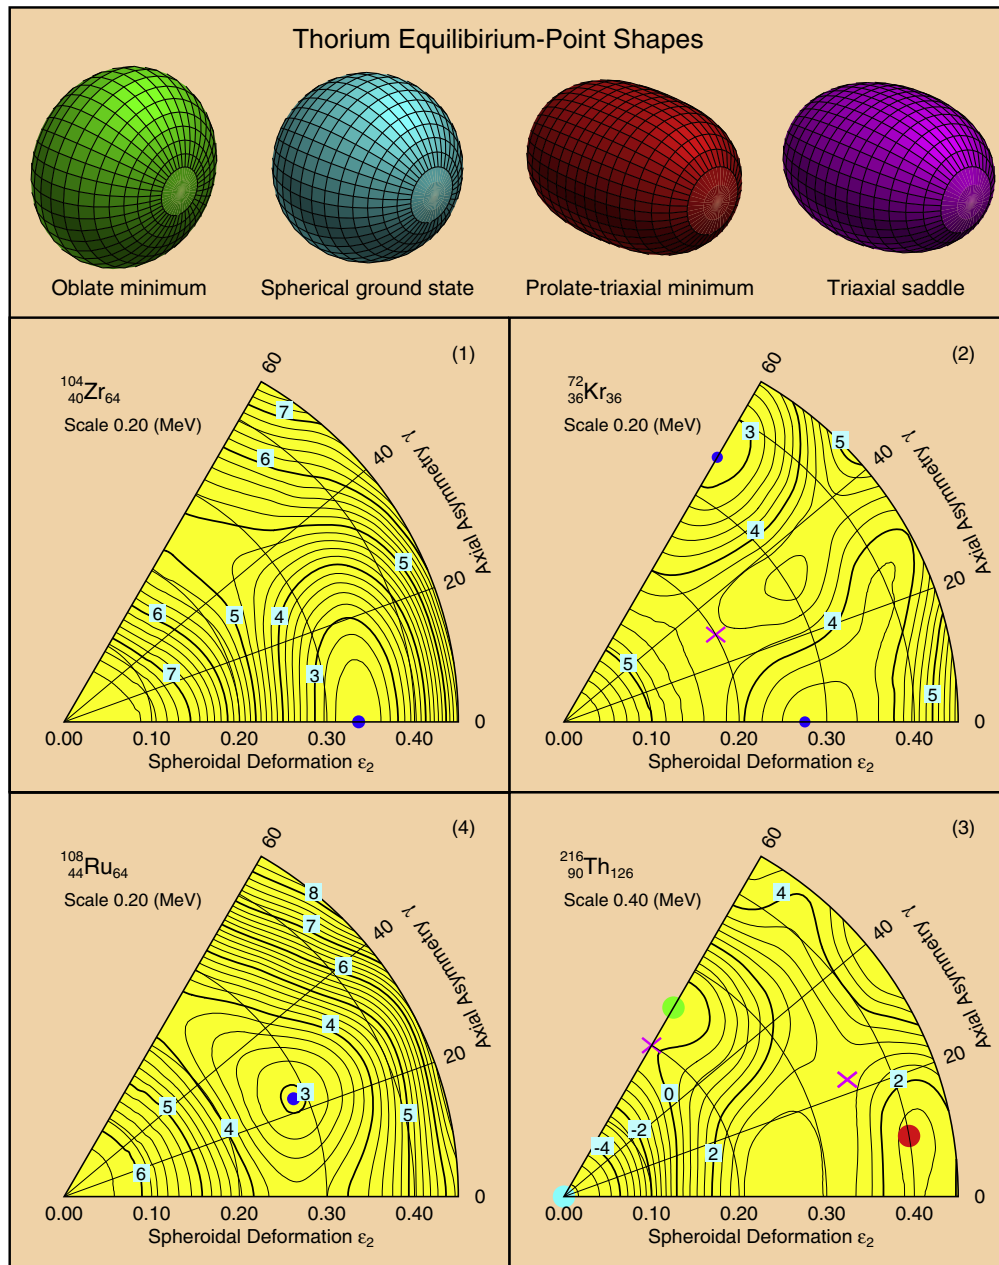 Thorium Equilibirium-Point Shapes
Oblate minimum
Spherical ground state
Prolate-triaxial minimum
Triaxial saddle
(1)
104 40 Zr 64
Scale 0.20 (MeV)
60
40
20
0
Axial Asymmetry γ
7
6
5
6
5
4
7
3
0.00 0.10 0.20 0.30 0.40
Spheroidal Deformation ε2
(2)
72 36 Kr 36
Scale 0.20 (MeV)
60
40
20
0
Axial Asymmetry γ
3
5
4
4
5
5
0.00 0.10 0.20 0.30 0.40
Spheroidal Deformation ε2
(4)
108 44 Ru 64
Scale 0.20 (MeV)
60
40
20
0
Axial Asymmetry γ
8
7
6
4
3
5
4
5
6
0.00 0.10 0.20 0.30 0.40
Spheroidal Deformation ε2
(3)
216 90 Th 126
Scale 0.40 (MeV)
60
40
20
0
Axial Asymmetry γ
4
2
0
-2
-4
2
0.00 0.10 0.20 0.30 0.40
Spheroidal Deformation ε2